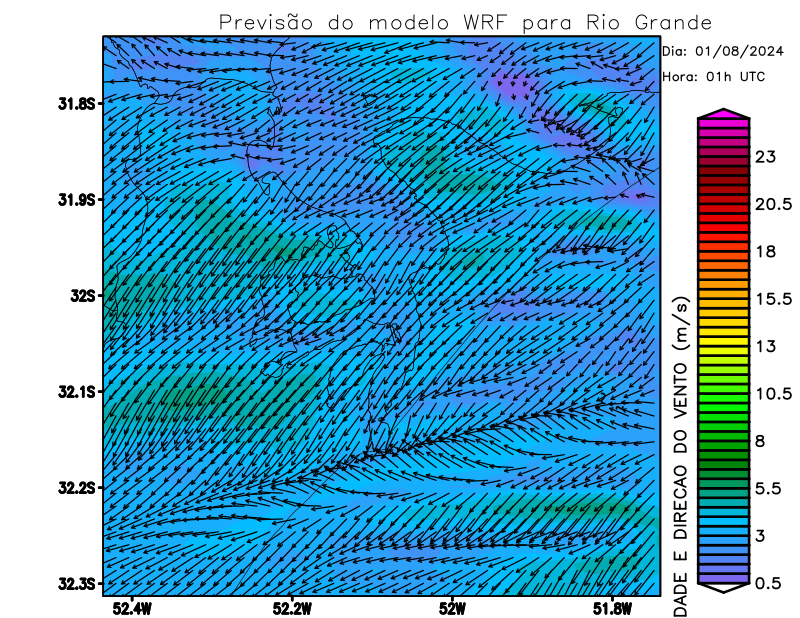 Previsão do modelo WRF para Rio Grande
Dia: 01/08/2024
Hora: 01h UTC
31.8S
31.9S
32S
32.1S
32.2S
32.3S
52.4W
52.2W
52W
51.8W
23
20.5
18
15.5
13
10.5
8
5.5
3
0.5
DADE E DIRECAO DO VENTO (m/s)